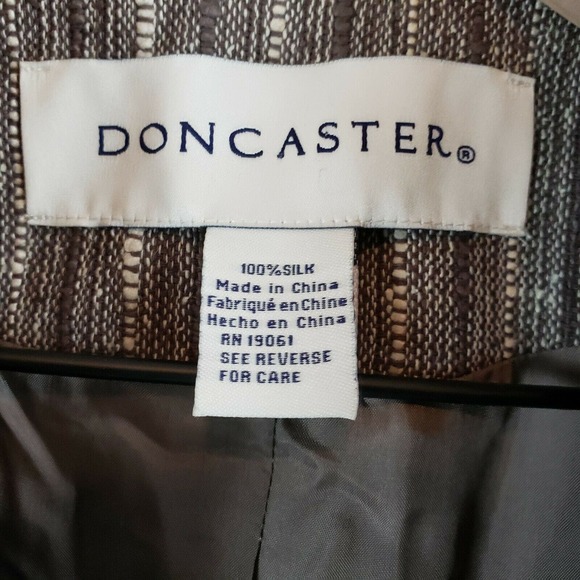 DONCASTER®
100%SILK
Made in China
Fabriqué en Chine
Hecho en China
RN 19061
SEE REVERSE
FOR CARE